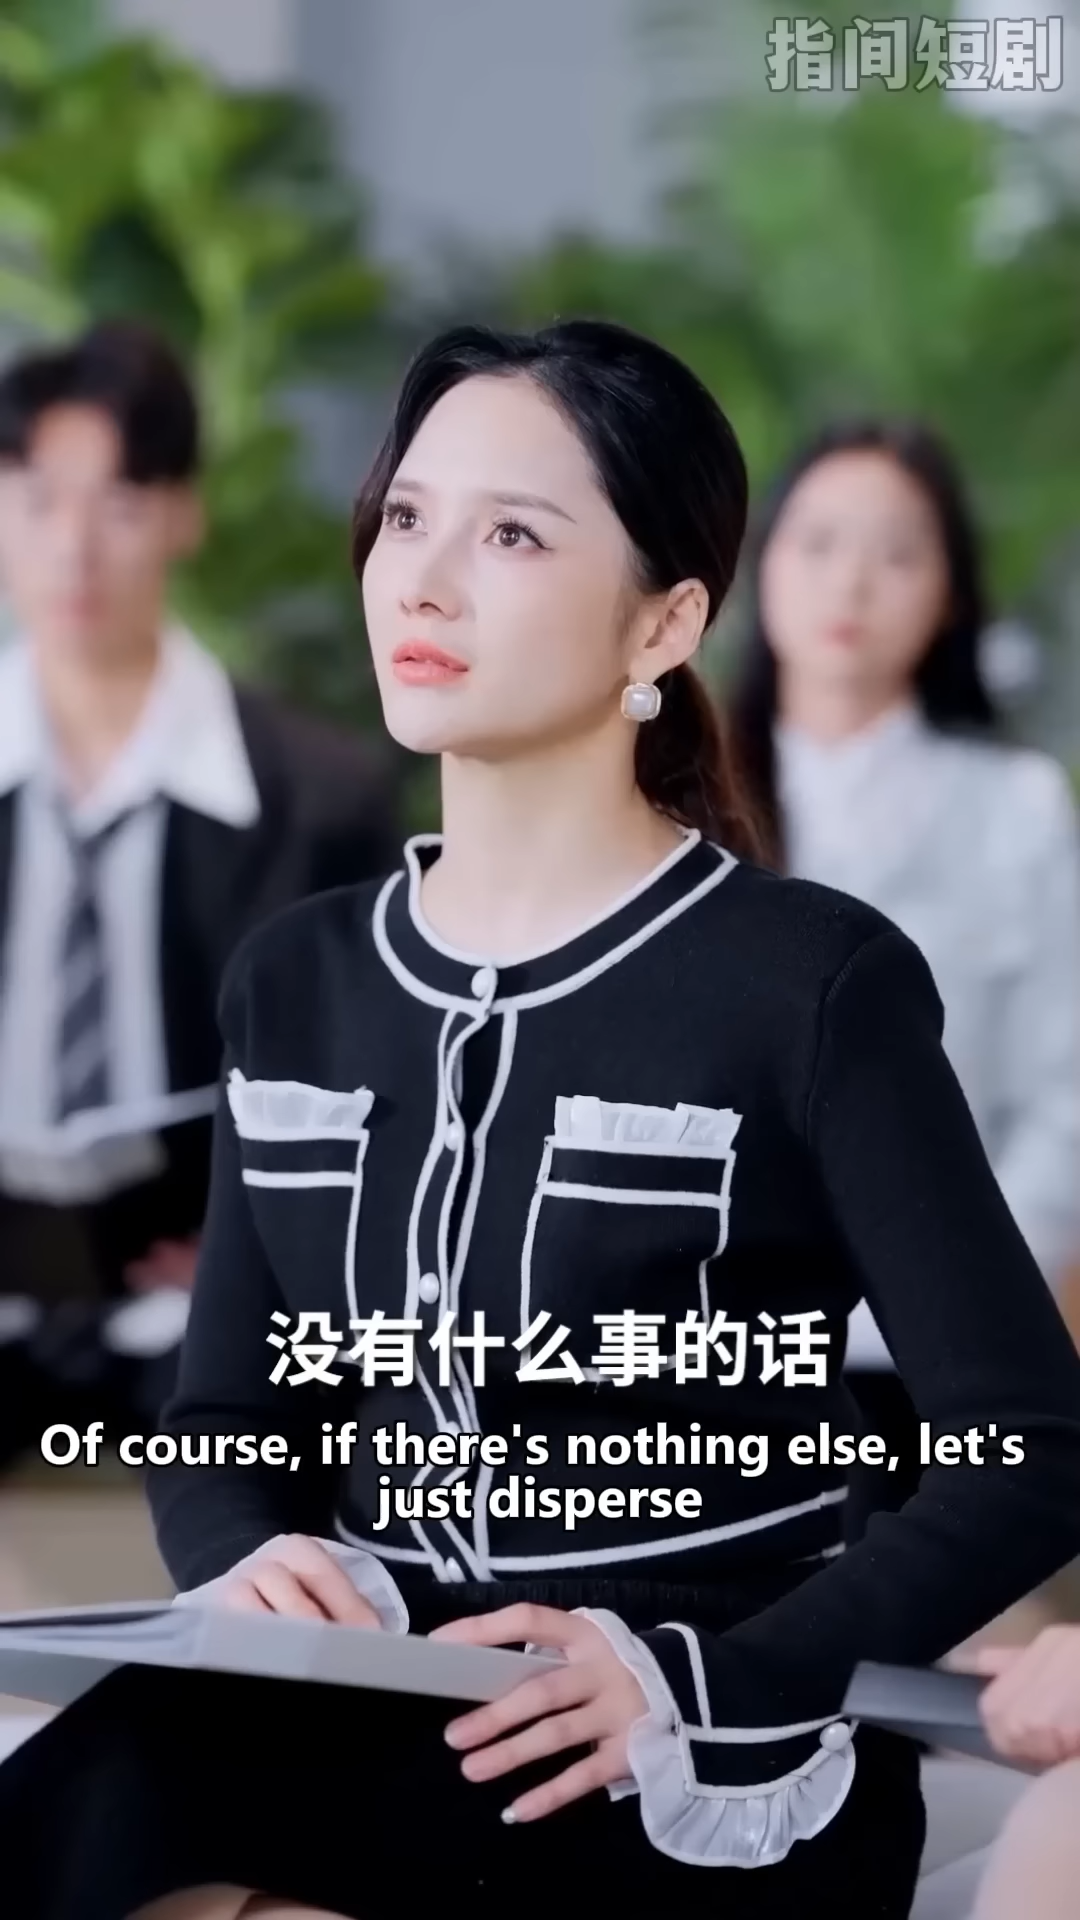 指间短剧
没有什么事的话
Of course, if there's nothing else, let's
just disperse